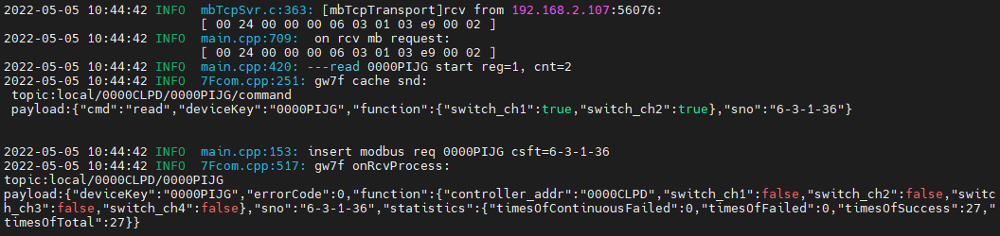 2022-05-05 10:44:42 INFO  mbTcpSvr.c:363: [mbTcpTransport]rcv from 192.168.2.107:56076:
[ 00 24 00 00 00 06 03 01 03 e9 00 02 ]
2022-05-05 10:44:42 INFO  main.cpp:709:  on rcv mb request:
[ 00 24 00 00 00 06 03 01 03 e9 00 02 ]
2022-05-05 10:44:42 INFO  main.cpp:420: ---read 0000PIJG start reg=1, cnt=2
2022-05-05 10:44:42 INFO  7Fcom.cpp:251: gw7f cache snd:
topic:local/0000CLPD/0000PIJG/command
payload:{"cmd":"read","deviceKey":"0000PIJG","function":{"switch_ch1":true,"switch_ch2":true},"sno":"6-3-1-36"}
2022-05-05 10:44:42 INFO  main.cpp:153: insert modbus req 0000PIJG csft=6-3-1-36
2022-05-05 10:44:42 INFO  7Fcom.cpp:517: gw7f onRcvProcess:
topic:local/0000CLPD/0000PIJG
payload:{"deviceKey":"0000PIJG","errorCode":0,"function":{"controller_addr":"0000CLPD","switch_ch1":false,"switch_ch2":false,"switc
h_ch3":false,"switch_ch4":false},"sno":"6-3-1-36","statistics":{"timesOfContinuousFailed":0,"timesOfFailed":0,"timesOfSuccess":27,"
timesOfTotal":27}}